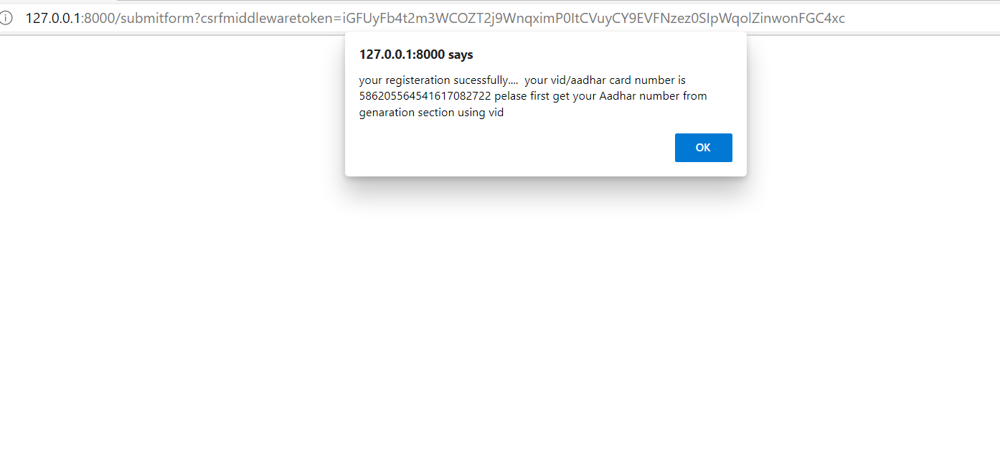 127.0.0.1:8000/submitform?csrfmiddlewaretoken=iGFUyFb4t2m3WCOZT2j9WnqximP0ItCVuyCY9EVFNzez0SIpWqolZinwonFGC4xc
127.0.0.1:8000 says
your registeration sucessfully.... your vid/aadhar card number is
586205564541617082722 pelase first get your Aadhar number from
genaration section using vid
OK